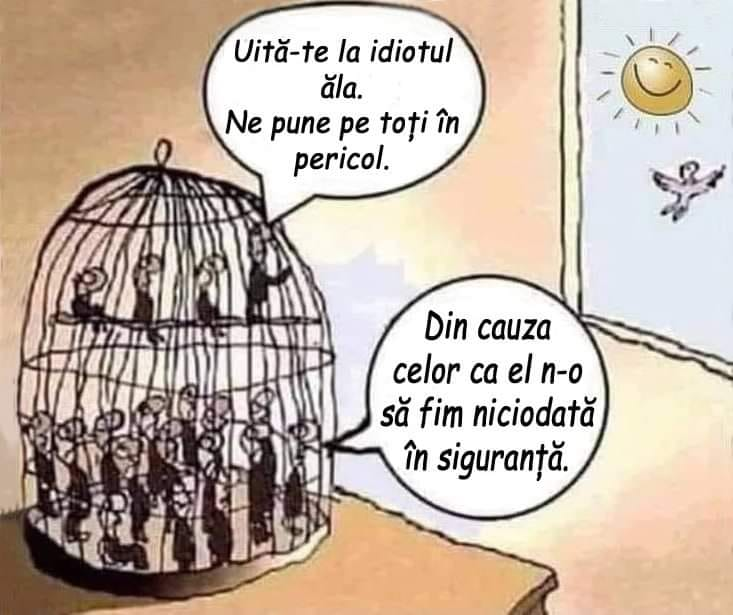 Uită-te la idiotul
ăla.
Ne pune pe toți în
pericol.
Din cauza
celor ca el n-o
să fim niciodată
în siguranță.